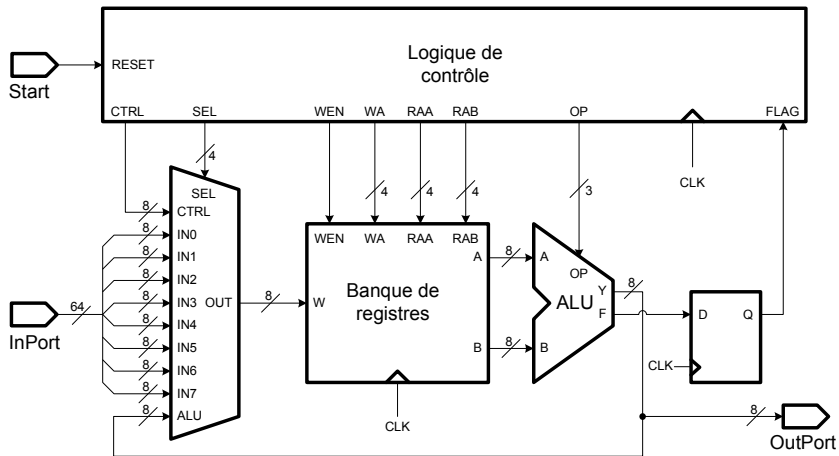 Logique de
contrôle
RESET
Start
CTRL SEL WEN WA RAA RAB OP FLAG
CLK
4 4 4 4 3
SEL
8 CTRL
8 IN0
8 IN1
8 IN2
8 IN3
8 IN4
8 IN5
8 IN6
8 IN7
8 ALU
OUT
8
64
InPort
WEN WA RAA RAB
W
A
B
Banque de
registres
CLK
8
8
A
B
OP
ALU
Y
F
8
D Q
CLK
8
OutPort